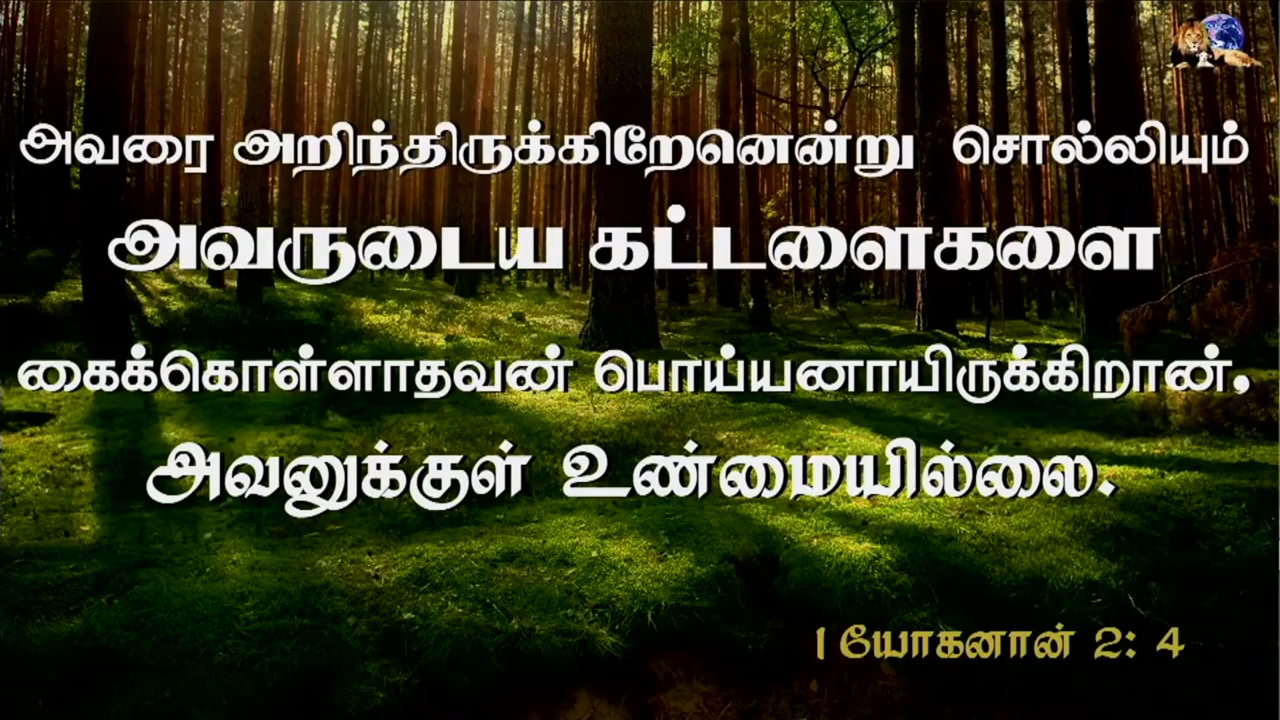 அவரை அறிந்திருக்கிறேனென்று சொல்லியும்
அவருடைய கட்டளைகளை
கைக்கொள்ளாதவன் பொய்யனாயிருக்கிறான்,
அவனுக்குள் உண்மையில்லை.
1 யோகனான் 2: 4